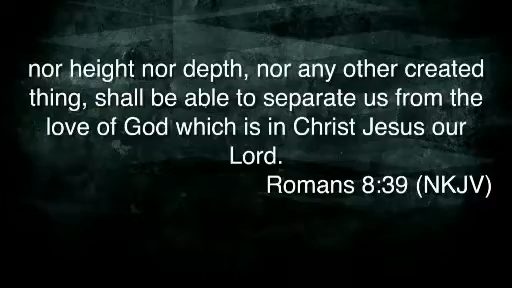 nor height nor depth, nor any other created
thing, shall be able to separate us from the
love of God which is in Christ Jesus our
Lord.
Romans 8:39 (NKJV)